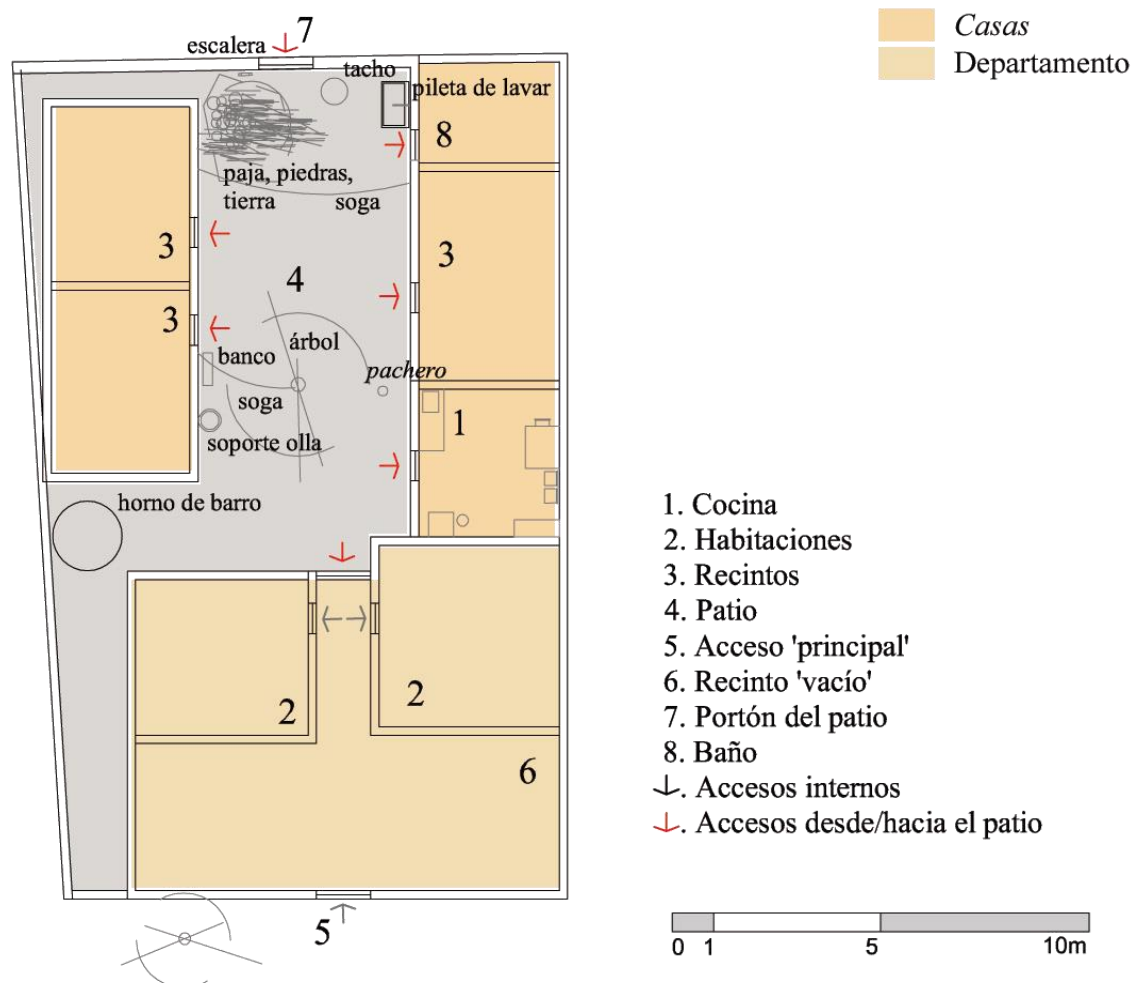 7
escalera
tacho
pileta de lavar
8
paja, piedras,
tierra soga
3
3
4
3
banco
árbol
pachero
soga
1
soporte olla
horno de barro
2
2
6
5
Casas
Departamento
1. Cocina
2. Habitaciones
3. Recintos
4. Patio
5. Acceso 'principal'
6. Recinto 'vacío'
7. Portón del patio
8. Baño
. Accesos internos
. Accesos desde/hacia el patio
0 1 5 10m